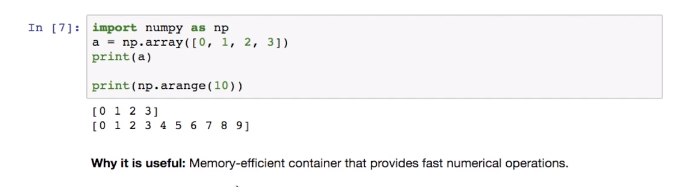 In [7]: import numpy as np
a = np.array([0, 1, 2, 3])
print(a)
print(np.arange(10))
[0 1 2 3]
[0 1 2 3 4 5 6 7 8 9]
Why it is useful: Memory-efficient container that provides fast numerical operations.